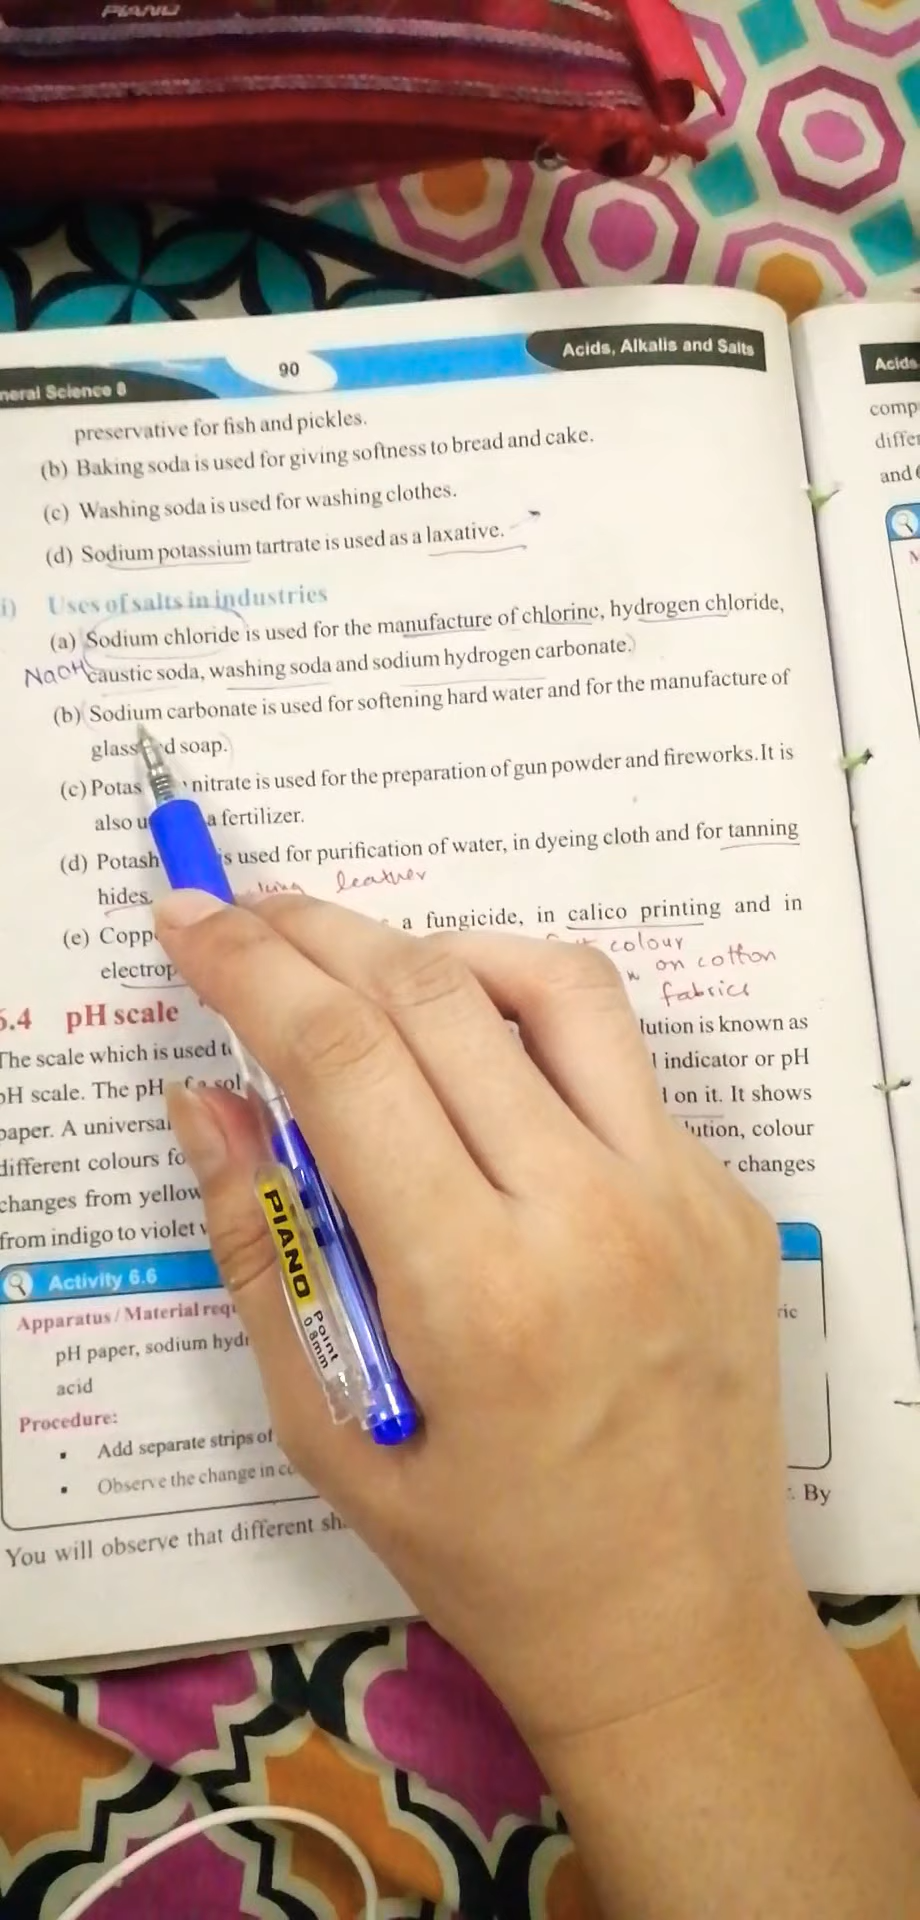 PIANO
90
Acids, Alkalis and Salts
neral Science 8
preservative for fish and pickles.
(b) Baking soda is used for giving softness to bread and cake.
(c) Washing soda is used for washing clothes.
(d) Sodium potassium tartrate is used as a laxative.
i) Uses of salts in industries
(a) Sodium chloride is used for the manufacture of chlorine, hydrogen chloride,
NaOH caustic soda, washing soda and sodium hydrogen carbonate.
(b) Sodium carbonate is used for softening hard water and for the manufacture of
glass d soap.
(c) Potas nitrate is used for the preparation of gun powder and fireworks.It is
also u a fertilizer.
(d) Potash is used for purification of water, in dyeing cloth and for tanning
hides. leather
(e) Copp a fungicide, in calico printing and in
colour
electrop on cotton
fabrics
6.4 pH scale
The scale which is used t lution is known as
pH scale. The pH of a sol l indicator or pH
paper. A universal on it. It shows
different colours fo lution, colour
changes from yellow r changes
from indigo to violet
Activity 6.6
Apparatus / Material requ ric
pH paper, sodium hydr
acid
Procedure:
▪ Add separate strips of
▪ Observe the change in co
By
You will observe that different sh
PIANO
Point
0.8mm
Acids
comp
differ
and
M